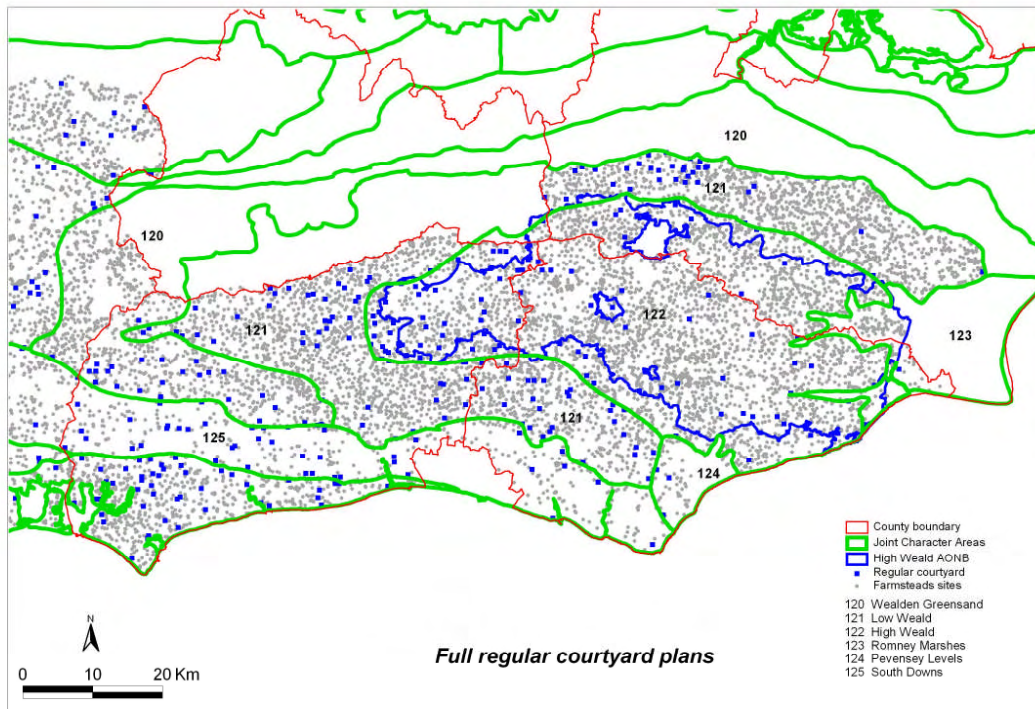 120
121
120
121
122
123
121
125
124
County boundary
Joint Character Areas
High Weald AONB
Regular courtyard
Farmsteads sites
120 Wealden Greensand
121 Low Weald
122 High Weald
123 Romney Marshes
124 Pevensey Levels
125 South Downs
N
Full regular courtyard plans
0 10 20 Km